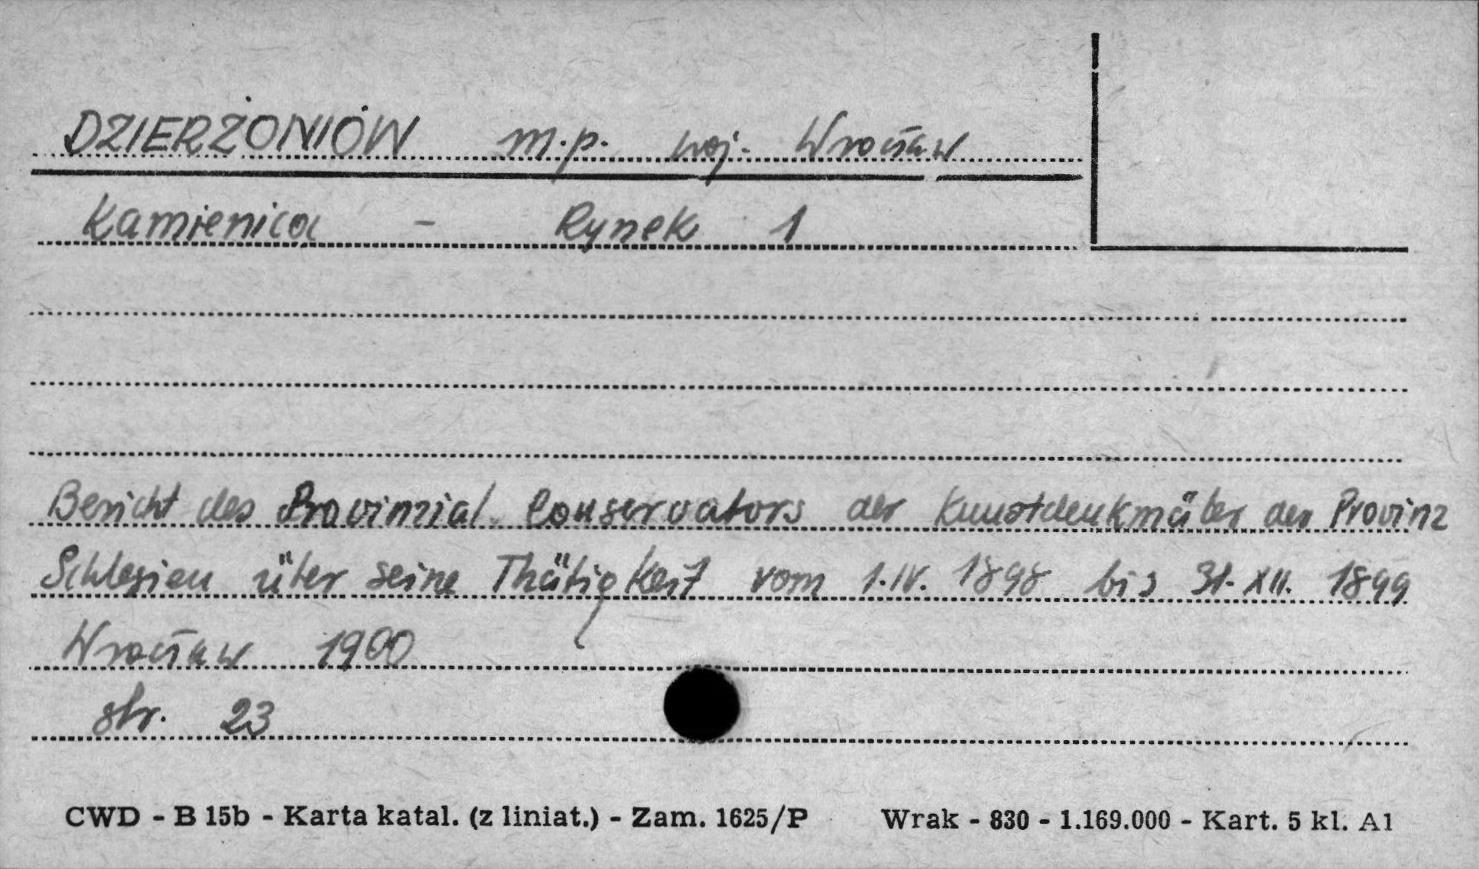 DZIERŻONIÓW m.p. woj. Wrocław
Kamienica - Rynek 1
Bericht des Provinzial Conservators der Kunstdenkmäler der Provinz
Schlesien über seine Thätigkeit vom 1.IV. 1898 bis 31.XII. 1899
Wrocław 1900
str. 23
CWD - B 15b - Karta katal. (z liniat.) - Zam. 1625/P Wrak - 830 - 1.169.000 - Kart. 5 kl. A1